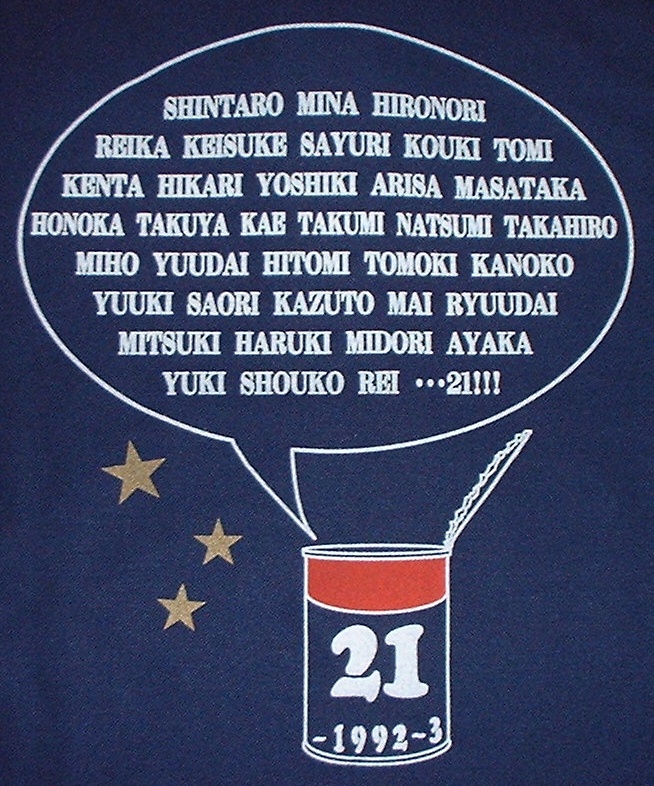 SHINTARO MINA HIRONORI
REIKA KEISUKE SAYURI KOUKI TOMI
KENTA HIKARI YOSHIKI ARISA MASATAKA
HONOKA TAKUYA KAE TAKUMI NATSUMI TAKAHIRO
MIHO YUUDAI HITOMI TOMOKI KANOKO
YUUKI SAORI KAZUTO MAI RYUUDAI
MITSUKI HARUKI MIDORI AYAKA
YUKI SHOUKO REI ···21!!!
21
-1992-3